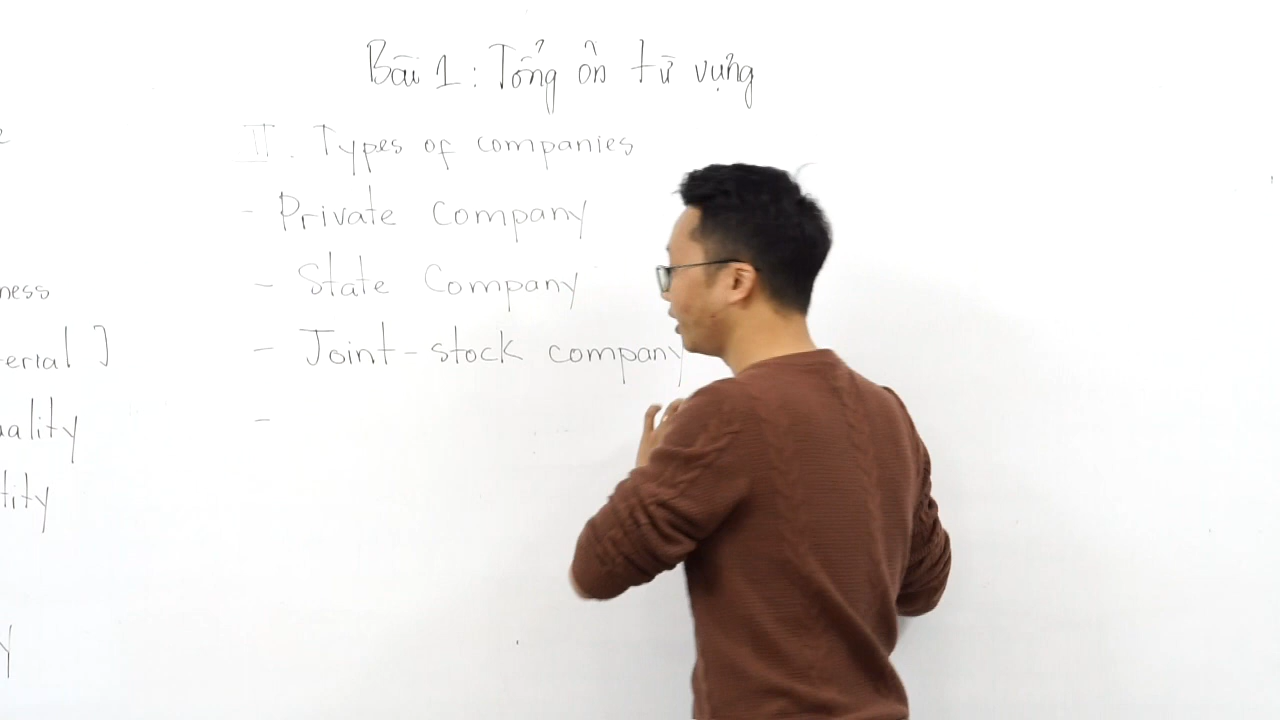 Bài 1: Tổng ôn từ vựng
II. Types of companies
- Private Company
- State Company
- Joint-stock company
-
ness
erial ]
ality
tity
y